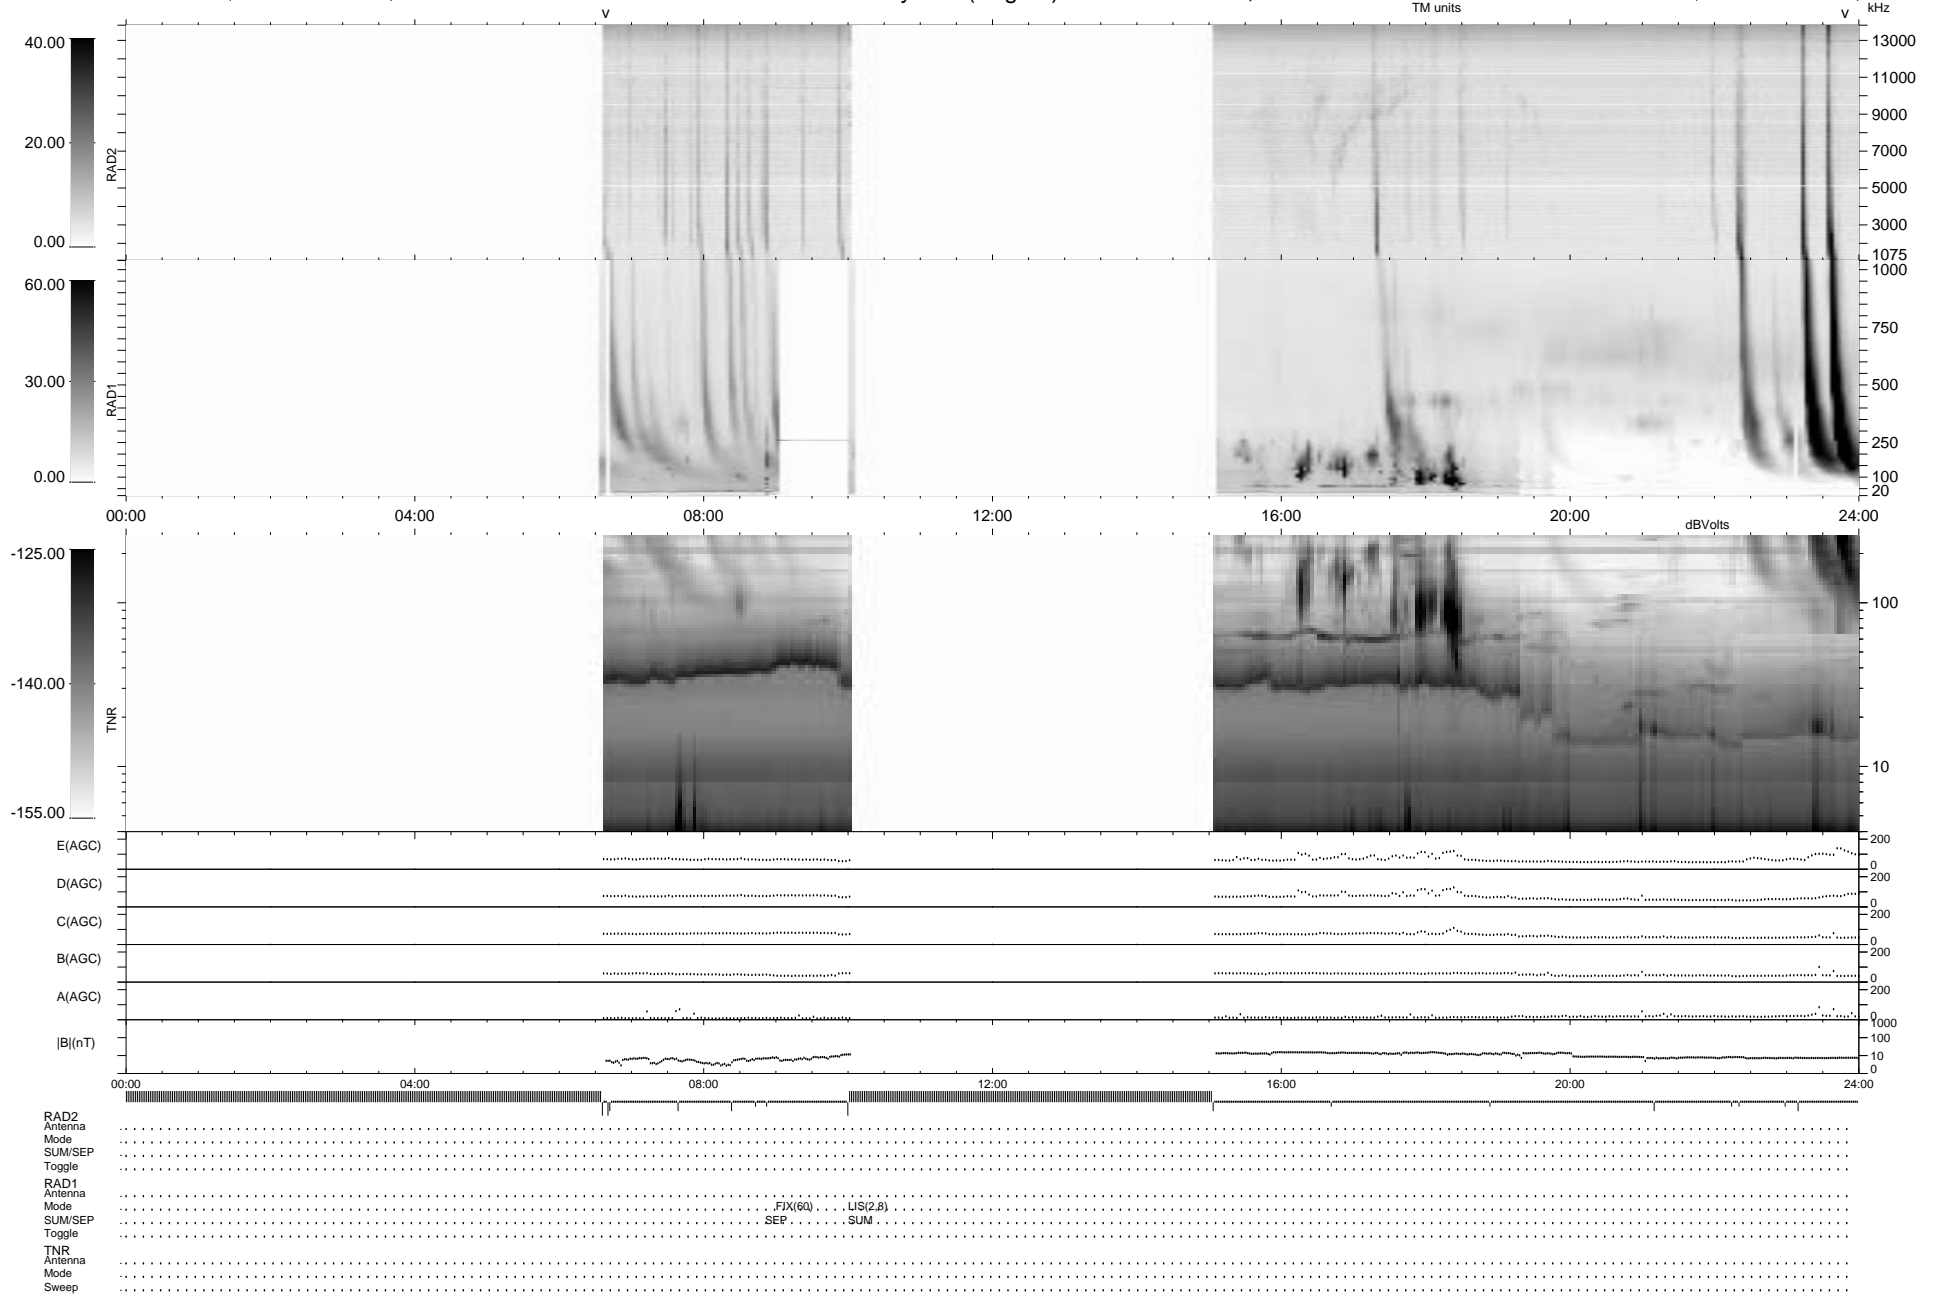 v TM units v kHz
40.00
20.00
0.00
RAD2
13000
11000
9000
7000
5000
3000
1075
60.00
30.00
0.00
RAD1
1000
750
500
250
100
20
00:00 04:00 08:00 12:00 16:00 20:00 24:00
dBVolts
-125.00
-140.00
-155.00
TNR
100
10
E(AGC) 200 0
D(AGC) 200 0
C(AGC) 200 0
B(AGC) 200 0
A(AGC) 200 0
|B|(nT) 1000 100 10 0
00:00 04:00 08:00 12:00 16:00 20:00 24:00
RAD2
Antenna
Mode
SUM/SEP
Toggle
RAD1
Antenna
Mode FIX(60) LIS(2,8)
SUM/SEP SEP SUM
Toggle
TNR
Antenna
Mode
Sweep